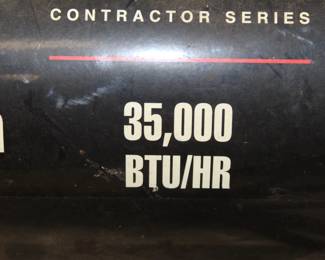 CONTRACTOR SERIES
35,000
BTU/HR